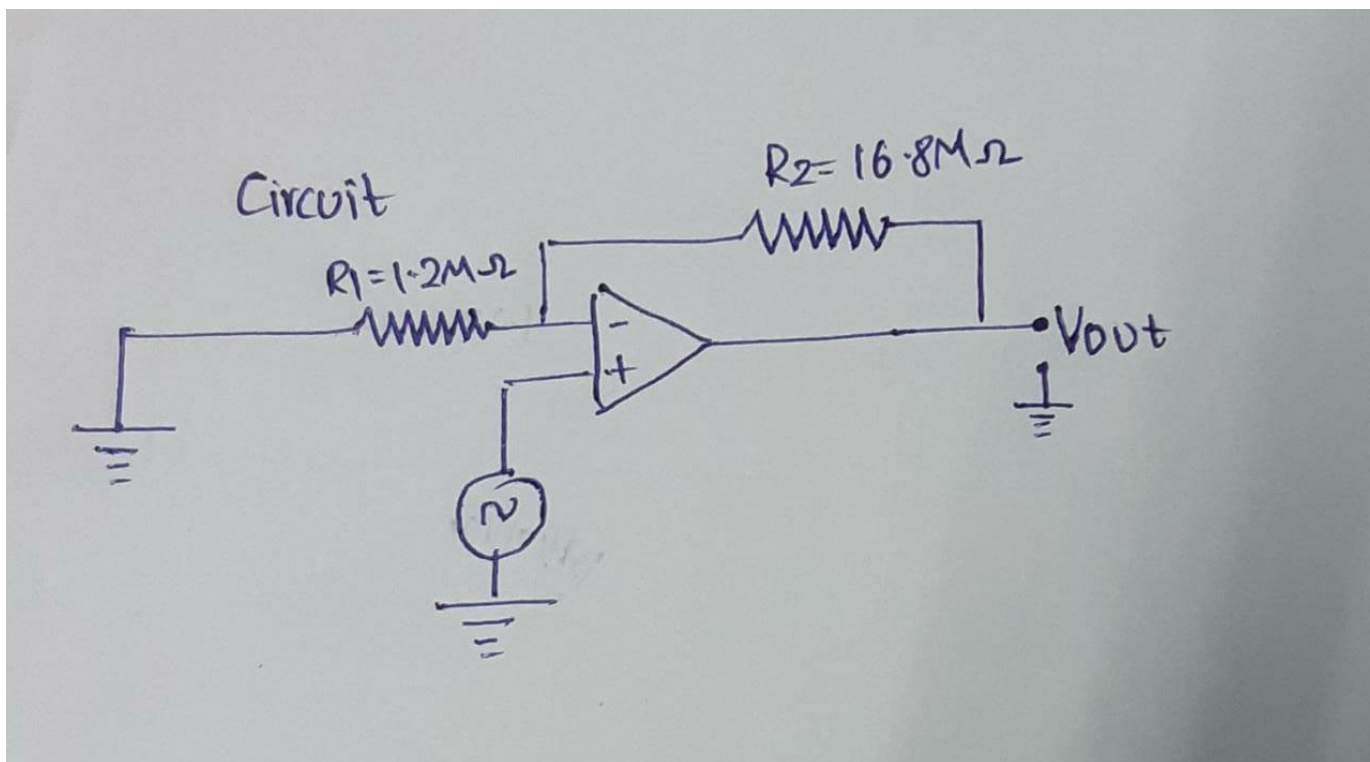 R2=16.8MΩ
Circuit
R1=1.2MΩ
-
+
Vout
~